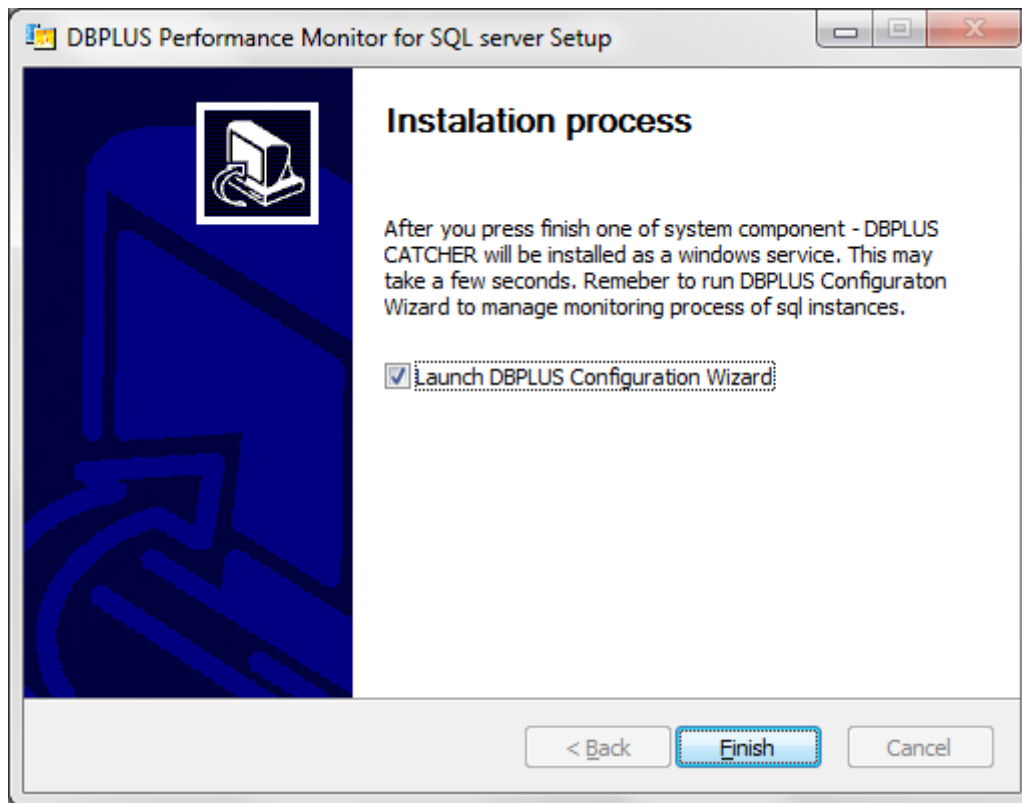 DBPLUS Performance Monitor for SQL server Setup
Instalation process
After you press finish one of system component - DBPLUS
CATCHER will be installed as a windows service. This may
take a few seconds. Remeber to run DBPLUS Configuraton
Wizard to manage monitoring process of sql instances.
Launch DBPLUS Configuration Wizard
< Back Finish Cancel